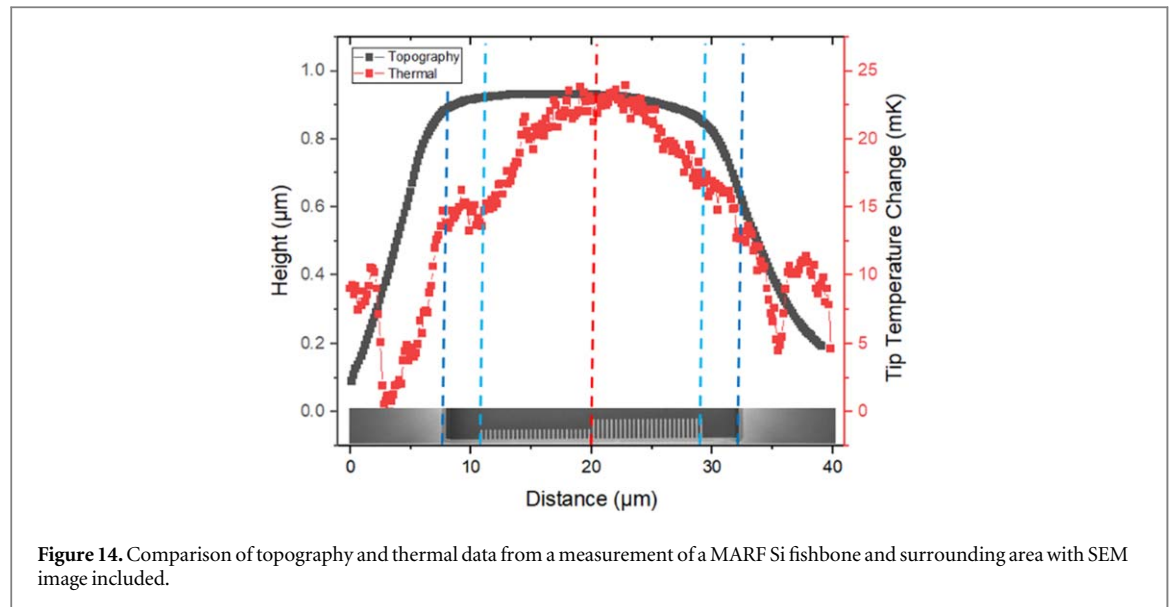 Topography
Thermal
1.0
0.8
0.6
0.4
0.2
0.0
Height (µm)
25
20
15
10
5
0
Tip Temperature Change (mK)
0
10
20
30
40
Distance (µm)
Figure 14. Comparison of topography and thermal data from a measurement of a MARF Si fishbone and surrounding area with SEM
image included.